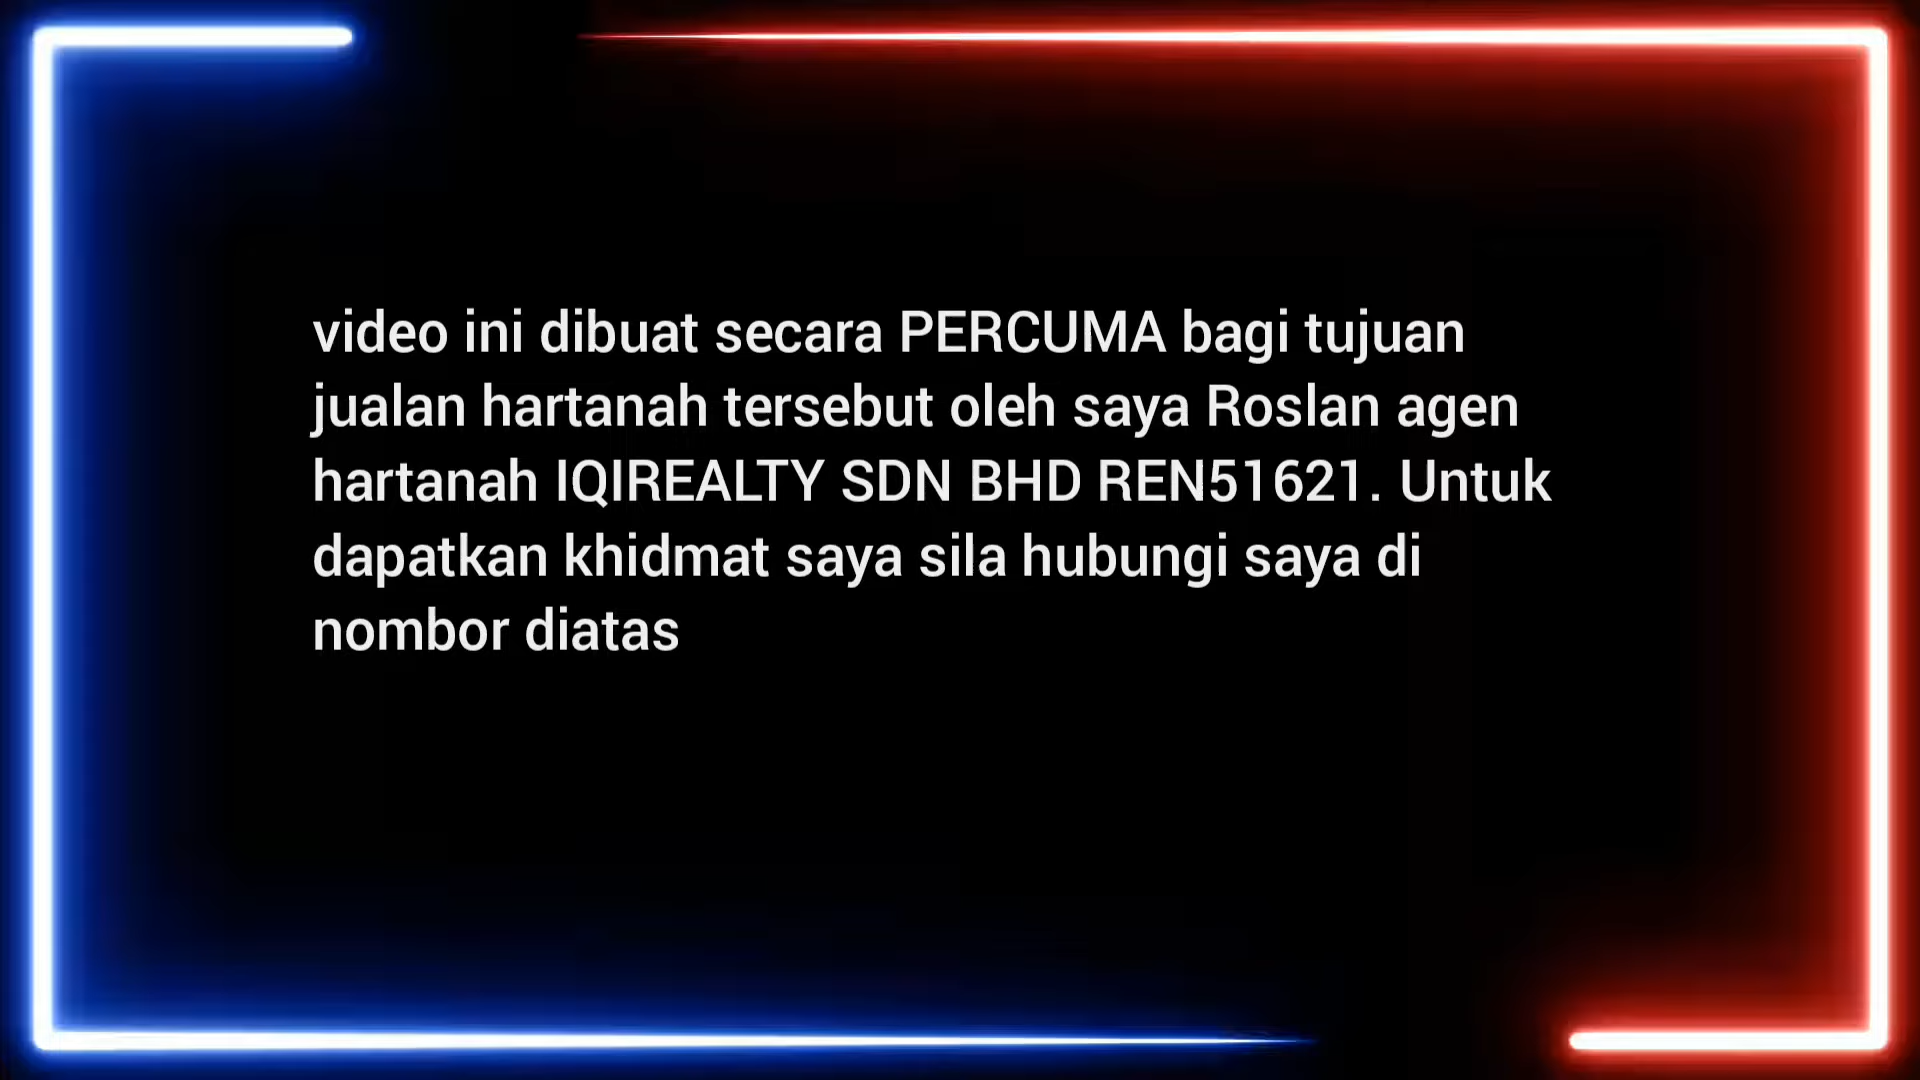 video ini dibuat secara PERCUMA bagi tujuan
jualan hartanah tersebut oleh saya Roslan agen
hartanah IQIREALTY SDN BHD REN51621. Untuk
dapatkan khidmat saya sila hubungi saya di
nombor diatas